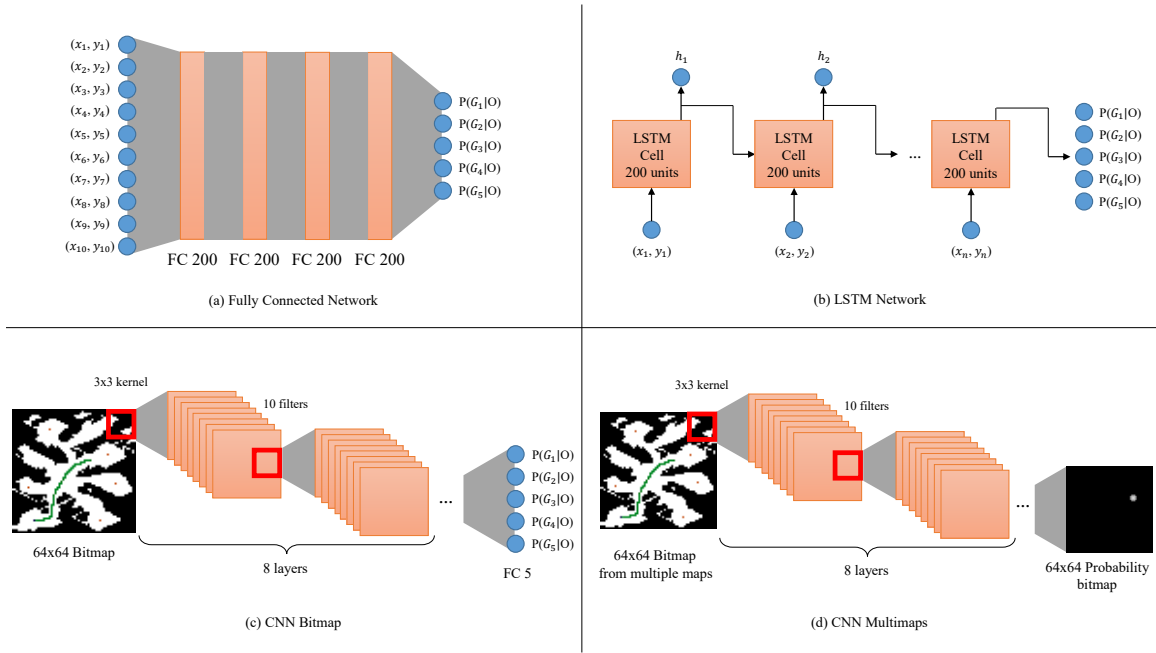 (x₁, y₁)
(x₂, y₂)
(x₃, y₃)
(x₄, y₄)
(x₅, y₅)
(x₆, y₆)
(x₇, y₇)
(x₈, y₈)
(x₉, y₉)
(x₁₀, y₁₀)
FC 200 FC 200 FC 200 FC 200
P(G₁|O)
P(G₂|O)
P(G₃|O)
P(G₄|O)
P(G₅|O)
(a) Fully Connected Network
h₁
h₂
LSTM
Cell
200 units
LSTM
Cell
200 units
...
LSTM
Cell
200 units
(x₁, y₁)
(x₂, y₂)
(xₙ, yₙ)
P(G₁|O)
P(G₂|O)
P(G₃|O)
P(G₄|O)
P(G₅|O)
(b) LSTM Network
3x3 kernel
10 filters
64x64 Bitmap
8 layers
...
P(G₁|O)
P(G₂|O)
P(G₃|O)
P(G₄|O)
P(G₅|O)
FC 5
(c) CNN Bitmap
3x3 kernel
10 filters
64x64 Bitmap
from multiple maps
8 layers
...
64x64 Probability
bitmap
(d) CNN Multimaps